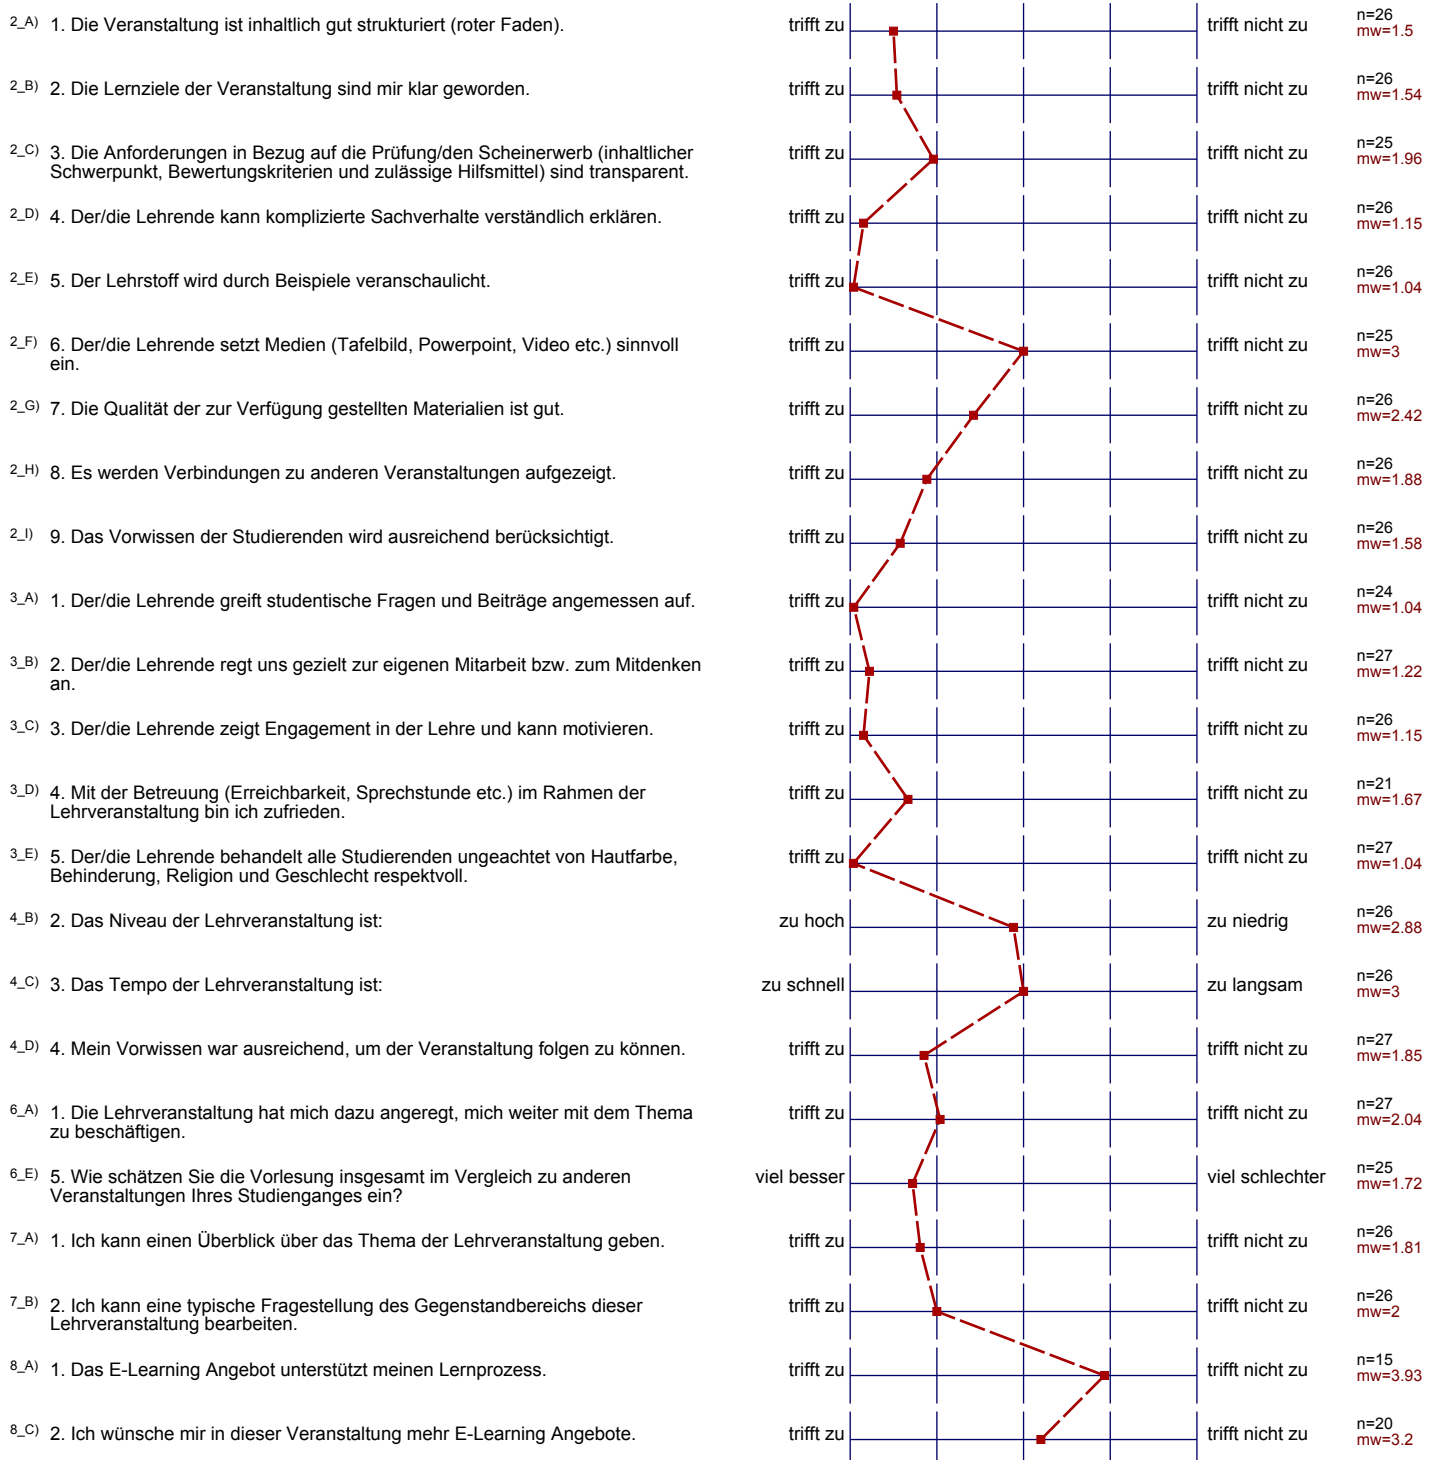 2_A) 1. Die Veranstaltung ist inhaltlich gut strukturiert (roter Faden). trifft zu trifft nicht zu n=26
mw=1.5
2_B) 2. Die Lernziele der Veranstaltung sind mir klar geworden. trifft zu trifft nicht zu n=26
mw=1.54
2_C) 3. Die Anforderungen in Bezug auf die Prüfung/den Scheinerwerb (inhaltlicher trifft zu trifft nicht zu n=25
Schwerpunkt, Bewertungskriterien und zulässige Hilfsmittel) sind transparent. mw=1.96
2_D) 4. Der/die Lehrende kann komplizierte Sachverhalte verständlich erklären. trifft zu trifft nicht zu n=26
mw=1.15
2_E) 5. Der Lehrstoff wird durch Beispiele veranschaulicht. trifft zu trifft nicht zu n=26
mw=1.04
2_F) 6. Der/die Lehrende setzt Medien (Tafelbild, Powerpoint, Video etc.) sinnvoll trifft zu trifft nicht zu n=25
ein. mw=3
2_G) 7. Die Qualität der zur Verfügung gestellten Materialien ist gut. trifft zu trifft nicht zu n=26
mw=2.42
2_H) 8. Es werden Verbindungen zu anderen Veranstaltungen aufgezeigt. trifft zu trifft nicht zu n=26
mw=1.88
2_I) 9. Das Vorwissen der Studierenden wird ausreichend berücksichtigt. trifft zu trifft nicht zu n=26
mw=1.58
3_A) 1. Der/die Lehrende greift studentische Fragen und Beiträge angemessen auf. trifft zu trifft nicht zu n=24
mw=1.04
3_B) 2. Der/die Lehrende regt uns gezielt zur eigenen Mitarbeit bzw. zum Mitdenken trifft zu trifft nicht zu n=27
an. mw=1.22
3_C) 3. Der/die Lehrende zeigt Engagement in der Lehre und kann motivieren. trifft zu trifft nicht zu n=26
mw=1.15
3_D) 4. Mit der Betreuung (Erreichbarkeit, Sprechstunde etc.) im Rahmen der trifft zu trifft nicht zu n=21
Lehrveranstaltung bin ich zufrieden. mw=1.67
3_E) 5. Der/die Lehrende behandelt alle Studierenden ungeachtet von Hautfarbe, trifft zu trifft nicht zu n=27
Behinderung, Religion und Geschlecht respektvoll. mw=1.04
4_B) 2. Das Niveau der Lehrveranstaltung ist: zu hoch zu niedrig n=26
mw=2.88
4_C) 3. Das Tempo der Lehrveranstaltung ist: zu schnell zu langsam n=26
mw=3
4_D) 4. Mein Vorwissen war ausreichend, um der Veranstaltung folgen zu können. trifft zu trifft nicht zu n=27
mw=1.85
6_A) 1. Die Lehrveranstaltung hat mich dazu angeregt, mich weiter mit dem Thema trifft zu trifft nicht zu n=27
zu beschäftigen. mw=2.04
6_E) 5. Wie schätzen Sie die Vorlesung insgesamt im Vergleich zu anderen viel besser viel schlechter n=25
Veranstaltungen Ihres Studienganges ein? mw=1.72
7_A) 1. Ich kann einen Überblick über das Thema der Lehrveranstaltung geben. trifft zu trifft nicht zu n=26
mw=1.81
7_B) 2. Ich kann eine typische Fragestellung des Gegenstandbereichs dieser trifft zu trifft nicht zu n=26
Lehrveranstaltung bearbeiten. mw=2
8_A) 1. Das E-Learning Angebot unterstützt meinen Lernprozess. trifft zu trifft nicht zu n=15
mw=3.93
8_C) 2. Ich wünsche mir in dieser Veranstaltung mehr E-Learning Angebote. trifft zu trifft nicht zu n=20
mw=3.2